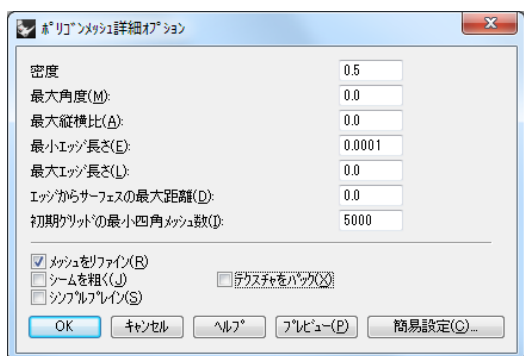 ﾎﾟﾘｺﾞﾝﾒｯｼｭ詳細ｵﾌﾟｼｮﾝ
密度 0.5
最大角度(M): 0.0
最大縦横比(A): 0.0
最小ｴｯｼﾞ長さ(E): 0.0001
最大ｴｯｼﾞ長さ(L): 0.0
ｴｯｼﾞからｻｰﾌｪｽの最大距離(D): 0.0
初期ｸﾞﾘｯﾄﾞの最小四角ﾒｯｼｭ数(I): 5000
ﾒｯｼｭをﾘﾌｧｲﾝ(R)
ｼｰﾑを粗く(J) ﾃｸｽﾁｬをﾊﾟｯｸ(X)
ｼﾝﾌﾟﾙﾌﾟﾚｲﾝ(S)
OK ｷｬﾝｾﾙ ﾍﾙﾌﾟ ﾌﾟﾚﾋﾞｭｰ(P) 簡易設定(C)...